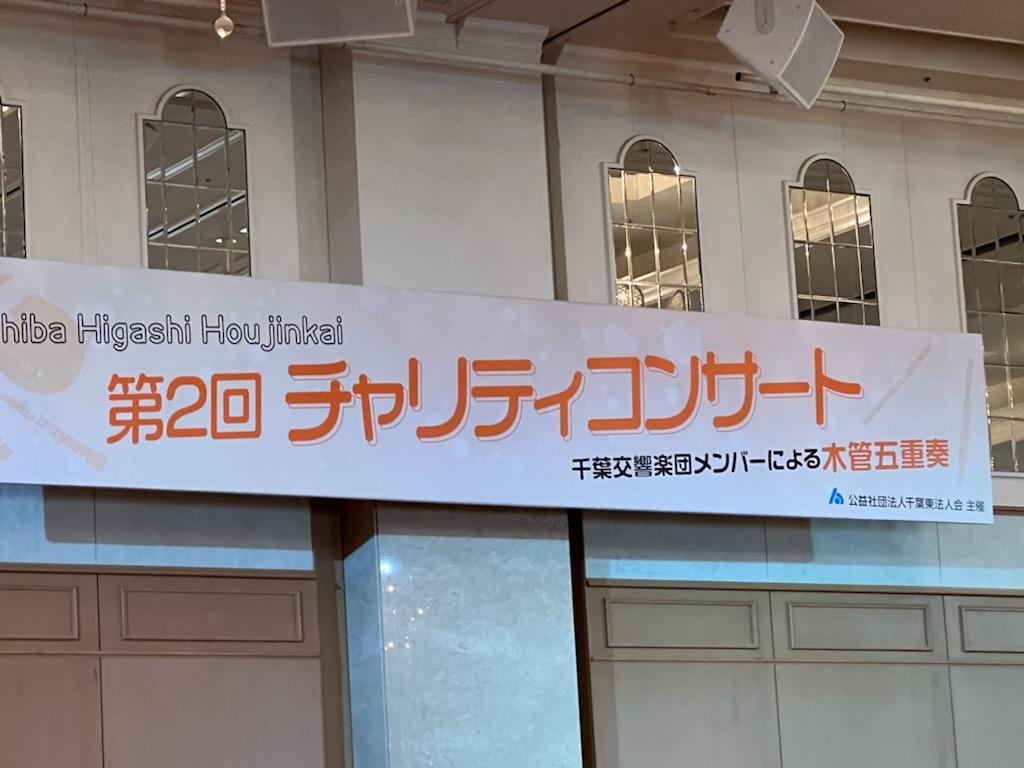 hiba Higashi Houjinkai
第2回 チャリティコンサート
千葉交響楽団メンバーによる木管五重奏
公益社団法人千葉東法人会 主催